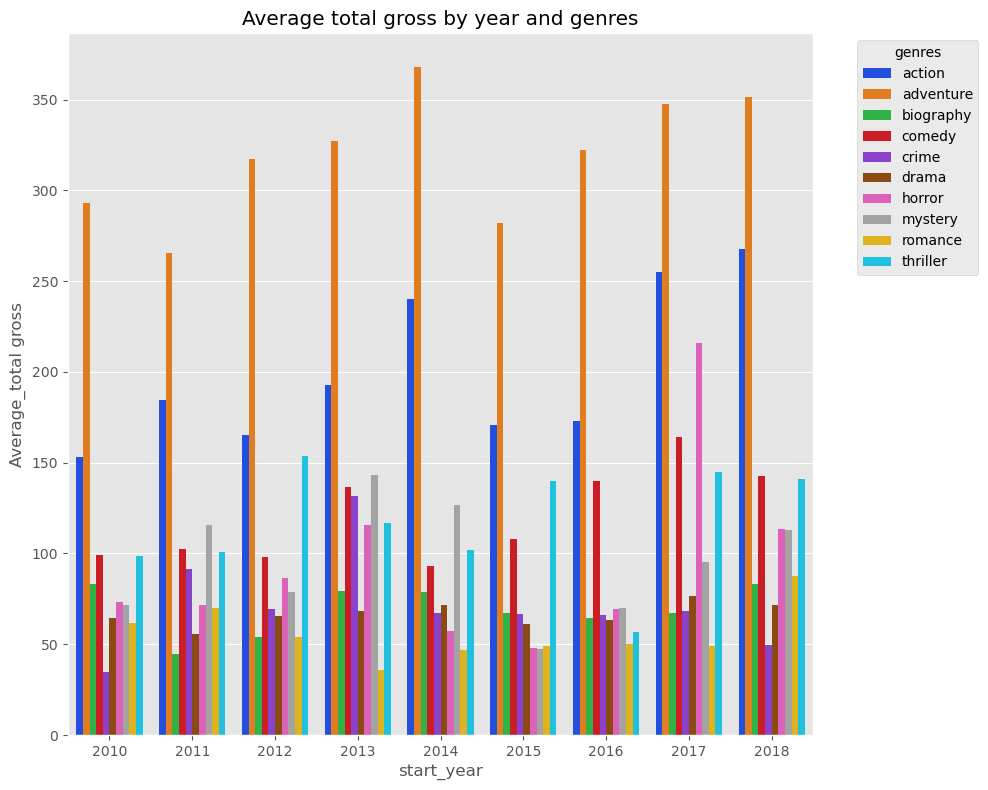 Average total gross by year and genres
genres
action
adventure
biography
comedy
crime
drama
horror
mystery
romance
thriller
Average_total gross
350
300
250
200
150
100
50
0
2010 2011 2012 2013 2014 2015 2016 2017 2018
start_year